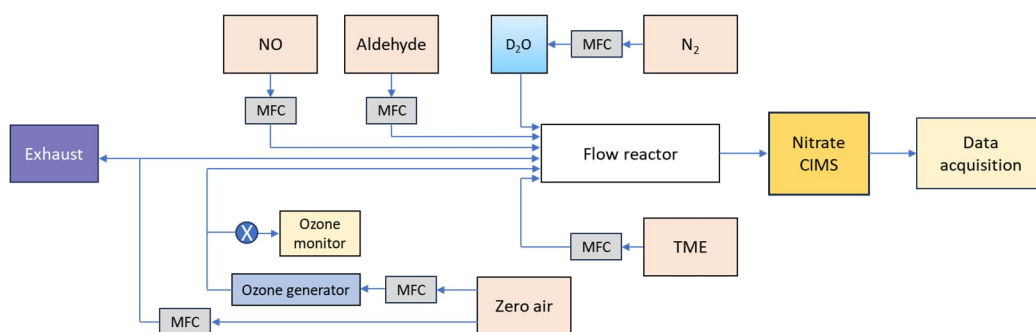 NO
Aldehyde
D₂O
MFC
N₂
MFC
MFC
Exhaust
Flow reactor
Nitrate
CIMS
Data
acquisition
X
Ozone
monitor
MFC
TME
Ozone generator
MFC
Zero air
MFC